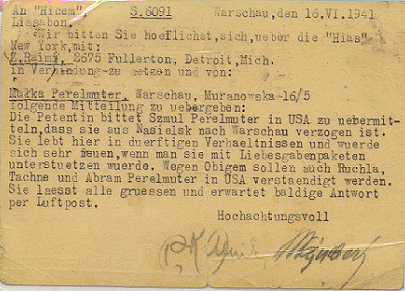 An "Hicem", S.6091 Warschau, den 16.VI.1941
Lissabon.
Wir bitten Sie hoeflichst, sich, ueber die "Hias"
New York, mit:
Z. Raimi, 2675 Fullerton, Detroit, Mich.
in Verbindung zu setzen und von:
Malka Perelmuter, Warschau, Muranowska 16/5
folgende Mitteilung zu uebergeben:
Die Petentin bittet Szmul Perelmuter in USA zu uebermit-
teln, dass sie aus Nasielsk nach Warschau verzogen ist.
Sie lebt hier in duerftigen Verhaeltnissen und wuerde
sich sehr freuen, wenn man sie mit Liebesgabenpaketen
unterstuetzen wuerde. Wegen Obigem sollen auch Ruchla,
Tachne und Abram Perelmuter in USA verstaendigt werden.
Sie laesst alle gruessen und erwartet baldige Antwort
per Luftpost.
Hochachtungsvoll